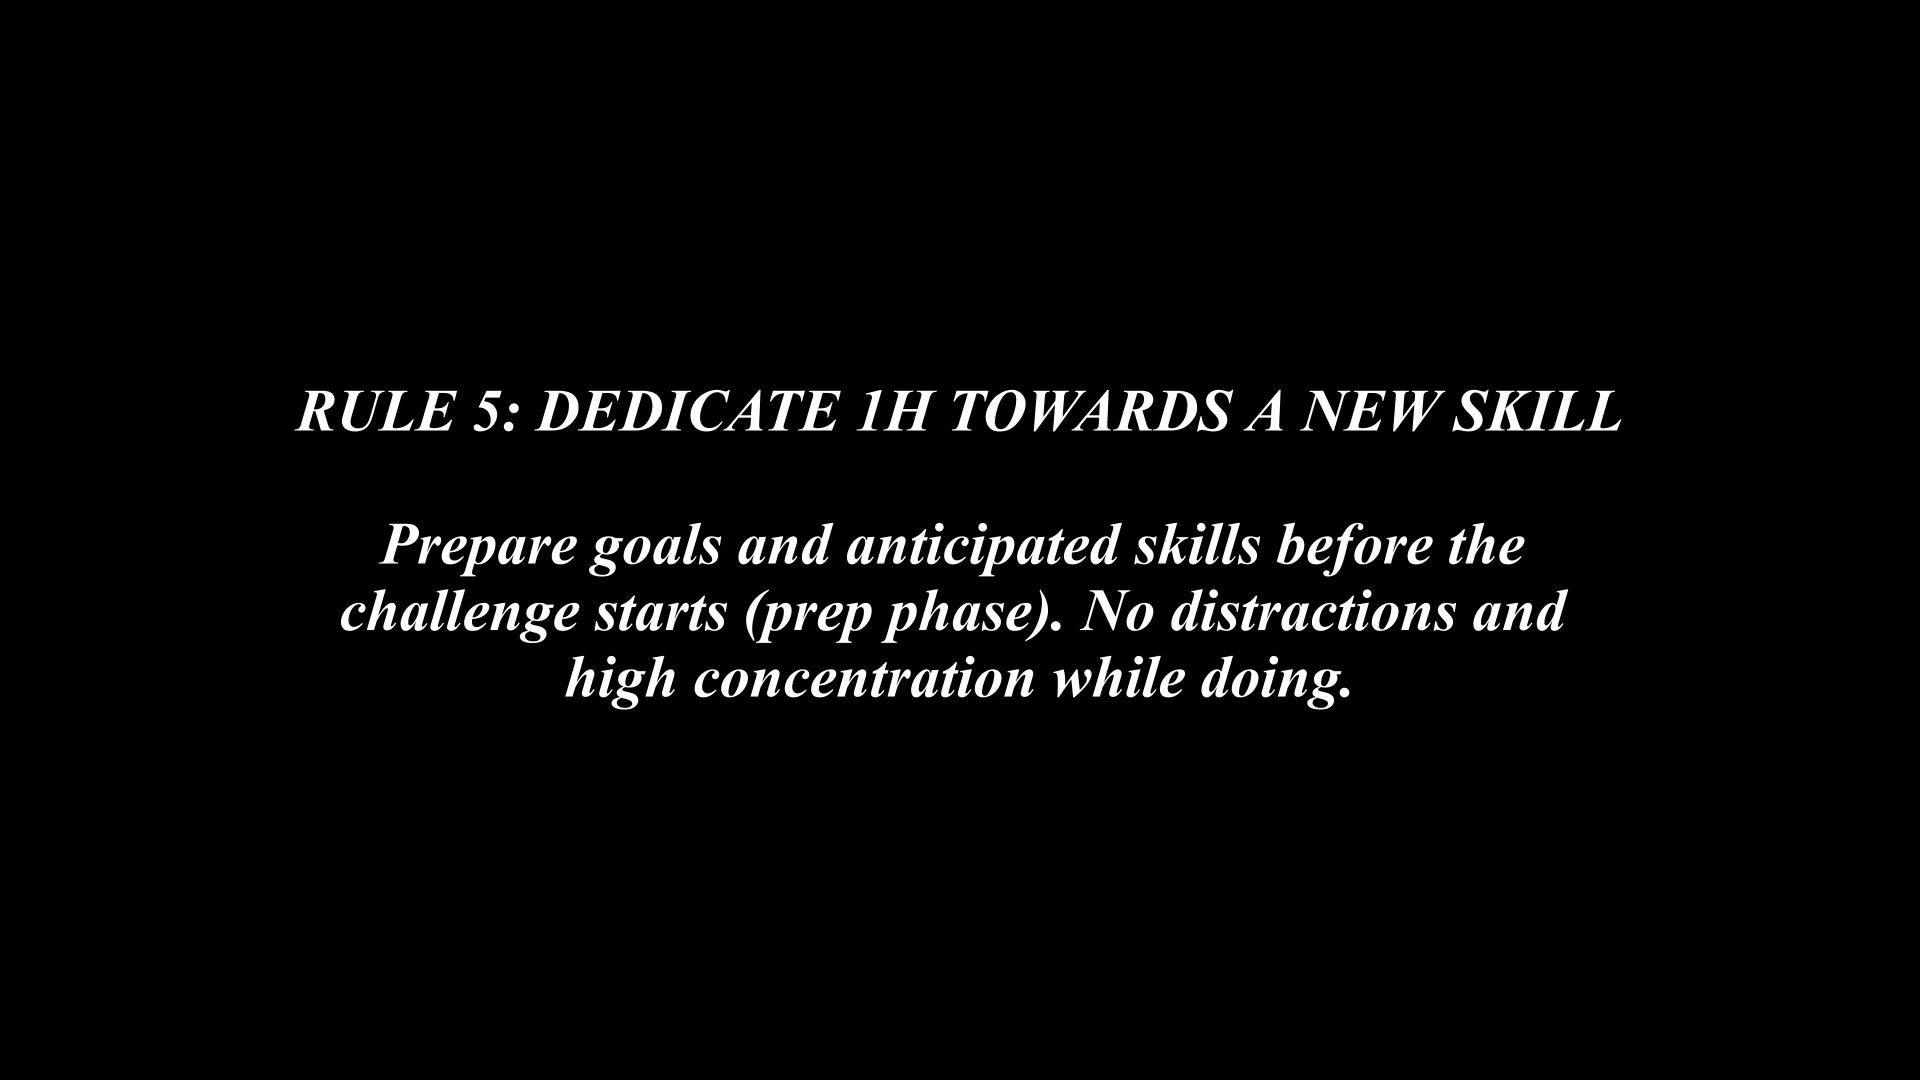 RULE 5: DEDICATE 1H TOWARDS A NEW SKILL
Prepare goals and anticipated skills before the
challenge starts (prep phase). No distractions and
high concentration while doing.